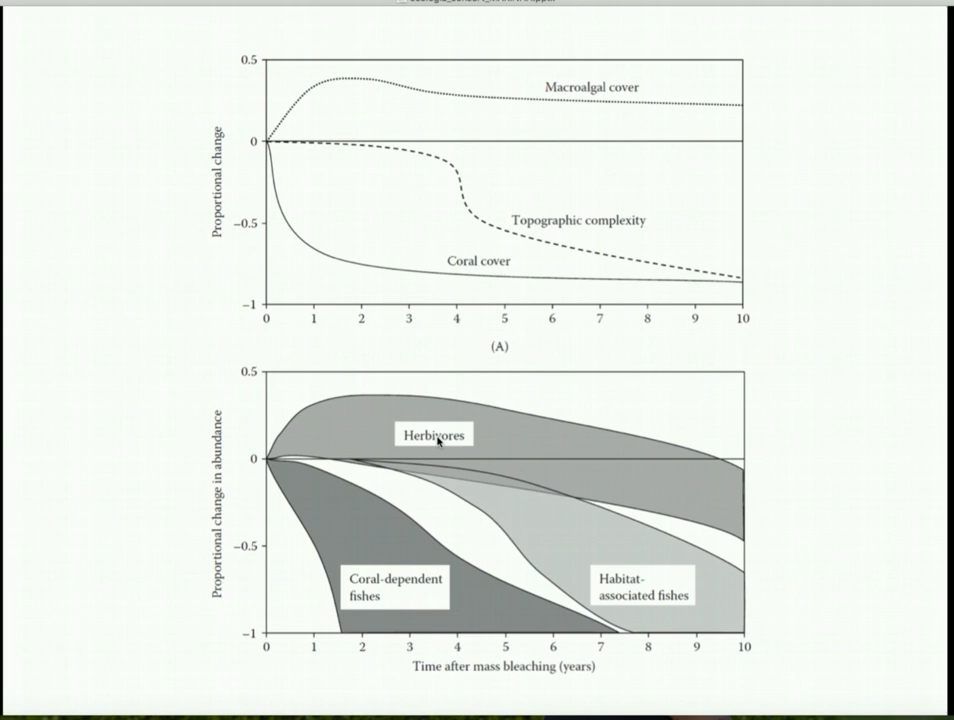 0.5
Macroalgal cover
0
Proportional change
Topographic complexity
−0.5
Coral cover
−1
0 1 2 3 4 5 6 7 8 9 10
(A)
0.5
Herbivores
0
Proportional change in abundance
−0.5
Coral-dependent
fishes
Habitat-
associated fishes
−1
0 1 2 3 4 5 6 7 8 9 10
Time after mass bleaching (years)